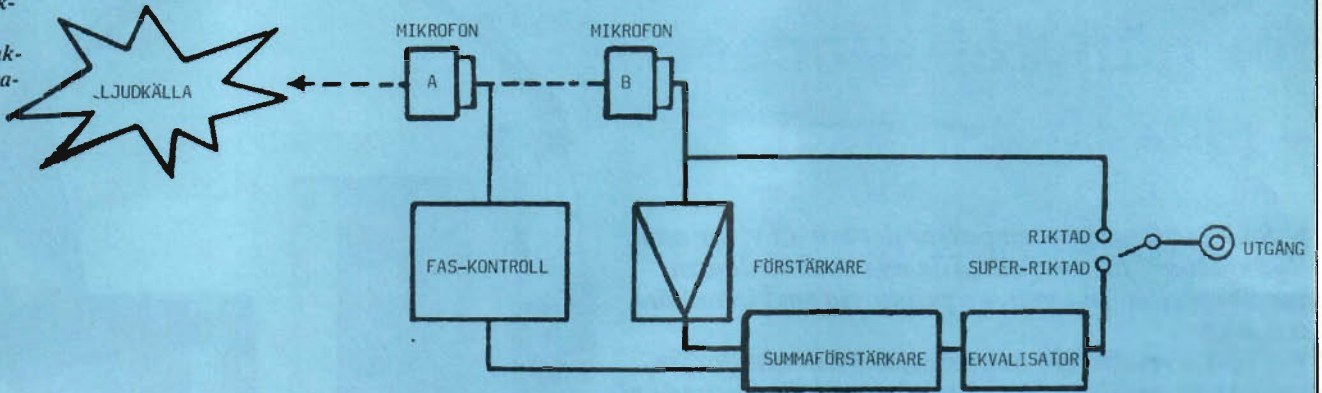 k-
k-
a-
LJUDKÄLLA
MIKROFON
MIKROFON
A
B
FAS-KONTROLL
FÖRSTÄRKARE
RIKTAD
SUPER-RIKTAD
UTGÅNG
SUMMAFÖRSTÄRKARE
EKVALISATOR